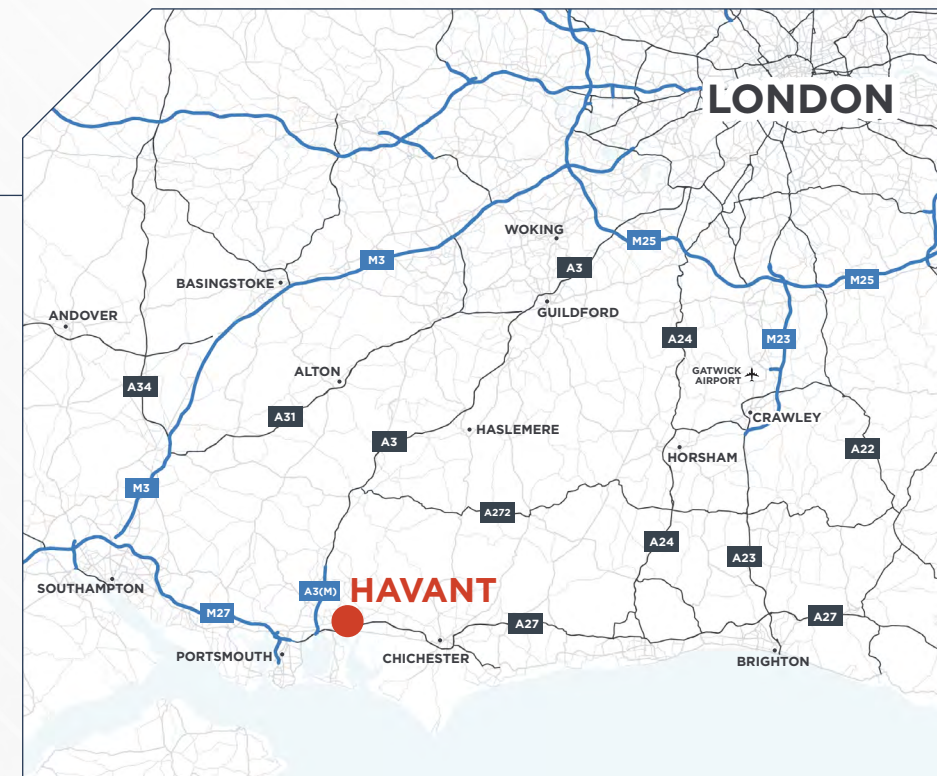 LONDON
WOKING
M25
A3
M3
M25
BASINGSTOKE
GUILDFORD
ANDOVER
A24
M23
GATWICK
AIRPORT
ALTON
A34
A31
CRAWLEY
HASLEMERE
A3
A22
HORSHAM
M3
A272
A24
A23
SOUTHAMPTON
A3(M)
HAVANT
M27
A27
A27
PORTSMOUTH
CHICHESTER
BRIGHTON